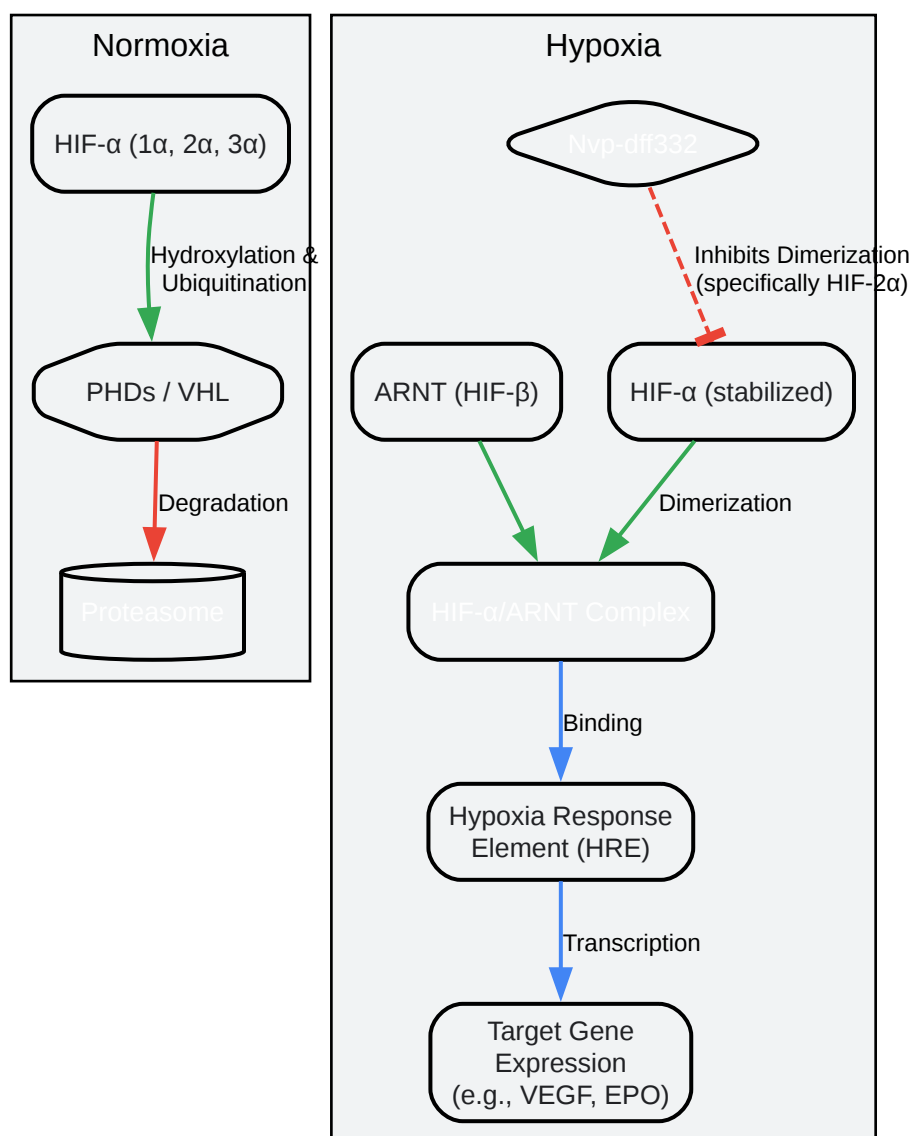 Normoxia
HIF-α (1α, 2α, 3α)
Hydroxylation &
Ubiquitination
PHDs / VHL
Degradation
Proteasome
Hypoxia
Nvp-dff332
Inhibits Dimerization
(specifically HIF-2α)
ARNT (HIF-β)
HIF-α (stabilized)
Dimerization
HIF-α/ARNT Complex
Binding
Hypoxia Response
Element (HRE)
Transcription
Target Gene
Expression
(e.g., VEGF, EPO)